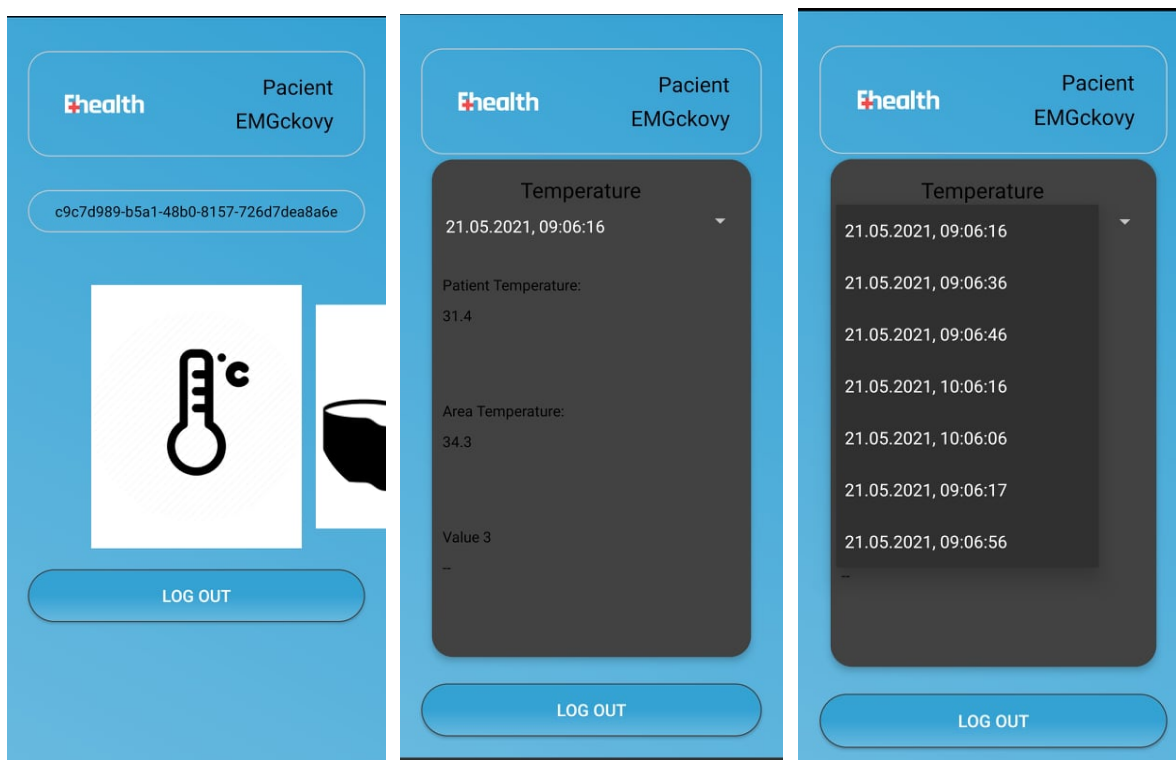 Ehealth
Pacient
EMGckovy
c9c7d989-b5a1-48b0-8157-726d7dea8a6e
°C
LOG OUT
Ehealth
Pacient
EMGckovy
Temperature
21.05.2021, 09:06:16
Patient Temperature:
31.4
Area Temperature:
34.3
Value 3
--
LOG OUT
Ehealth
Pacient
EMGckovy
Temperature
21.05.2021, 09:06:16
21.05.2021, 09:06:36
21.05.2021, 09:06:46
21.05.2021, 10:06:16
21.05.2021, 10:06:06
21.05.2021, 09:06:17
21.05.2021, 09:06:56
--
LOG OUT